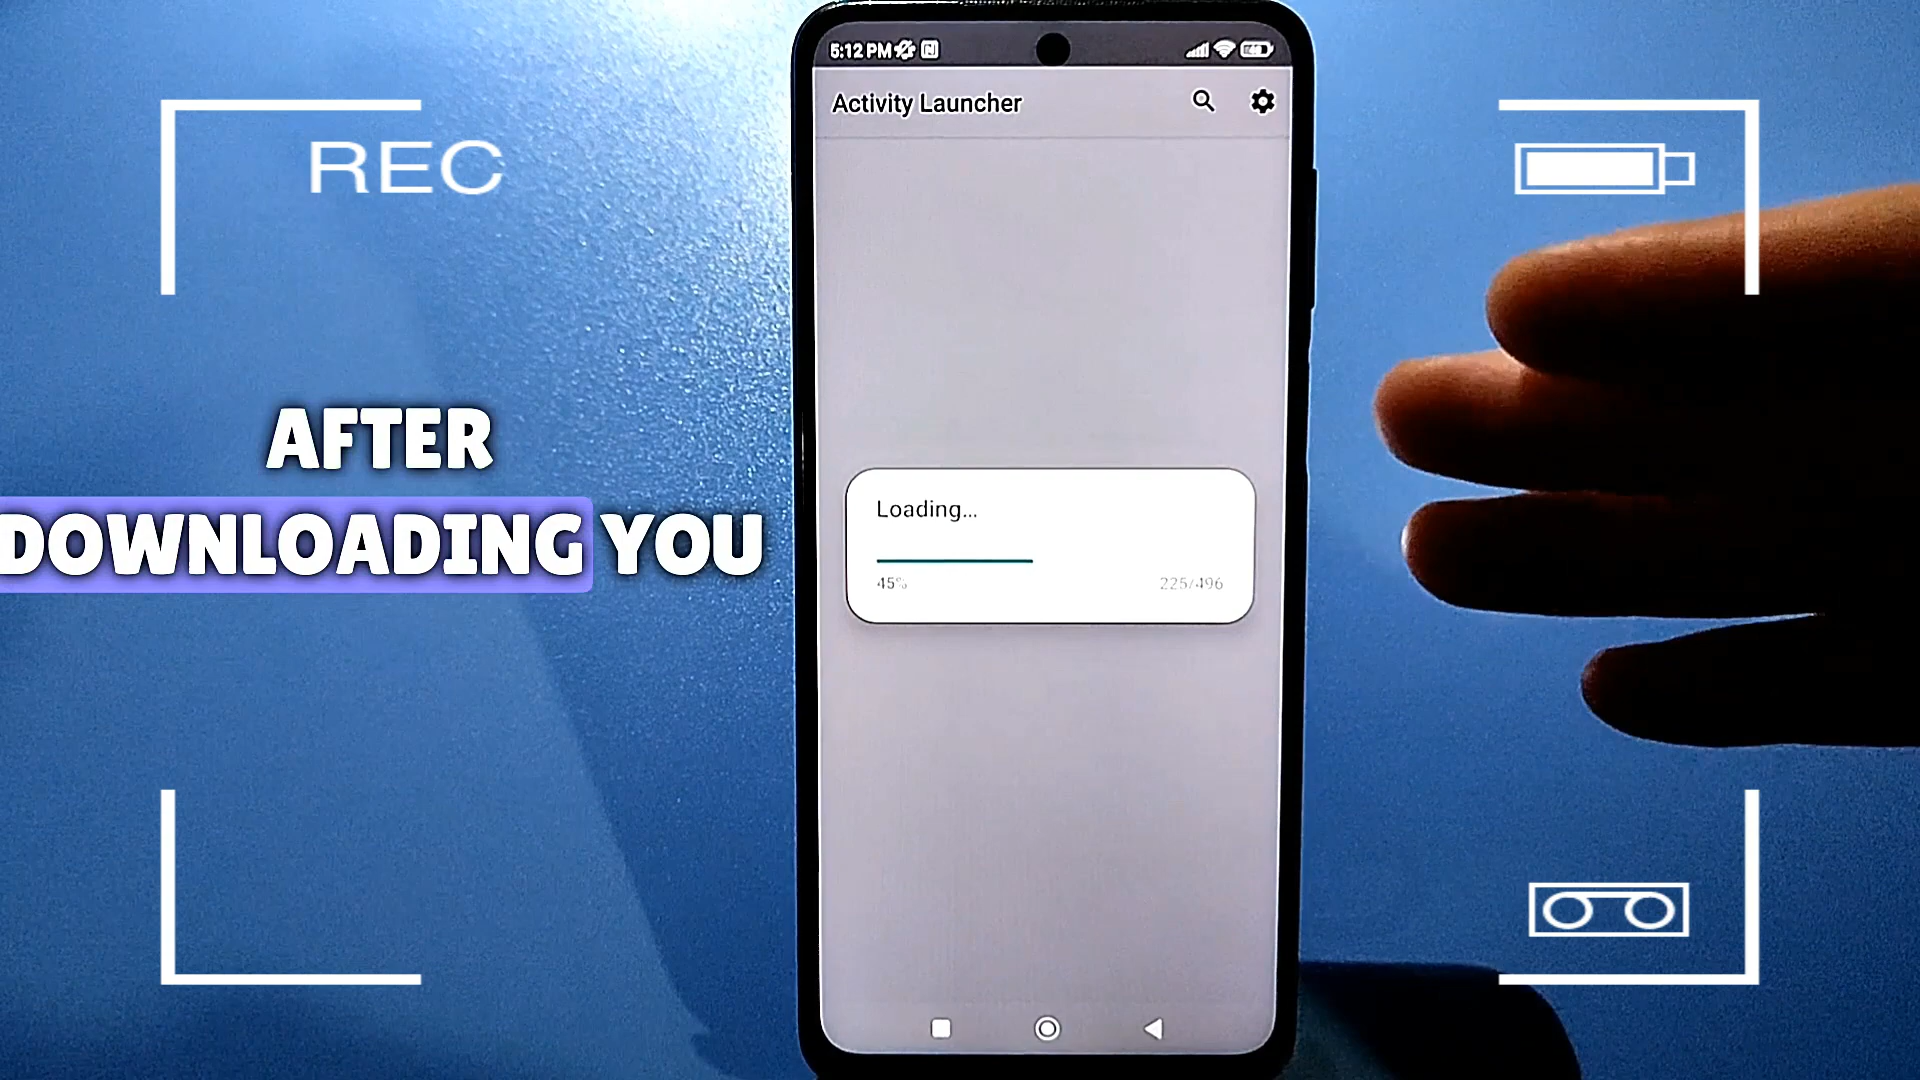 5:12 PM
Activity Launcher
REC
AFTER
DOWNLOADING YOU
Loading...
45%
225/496